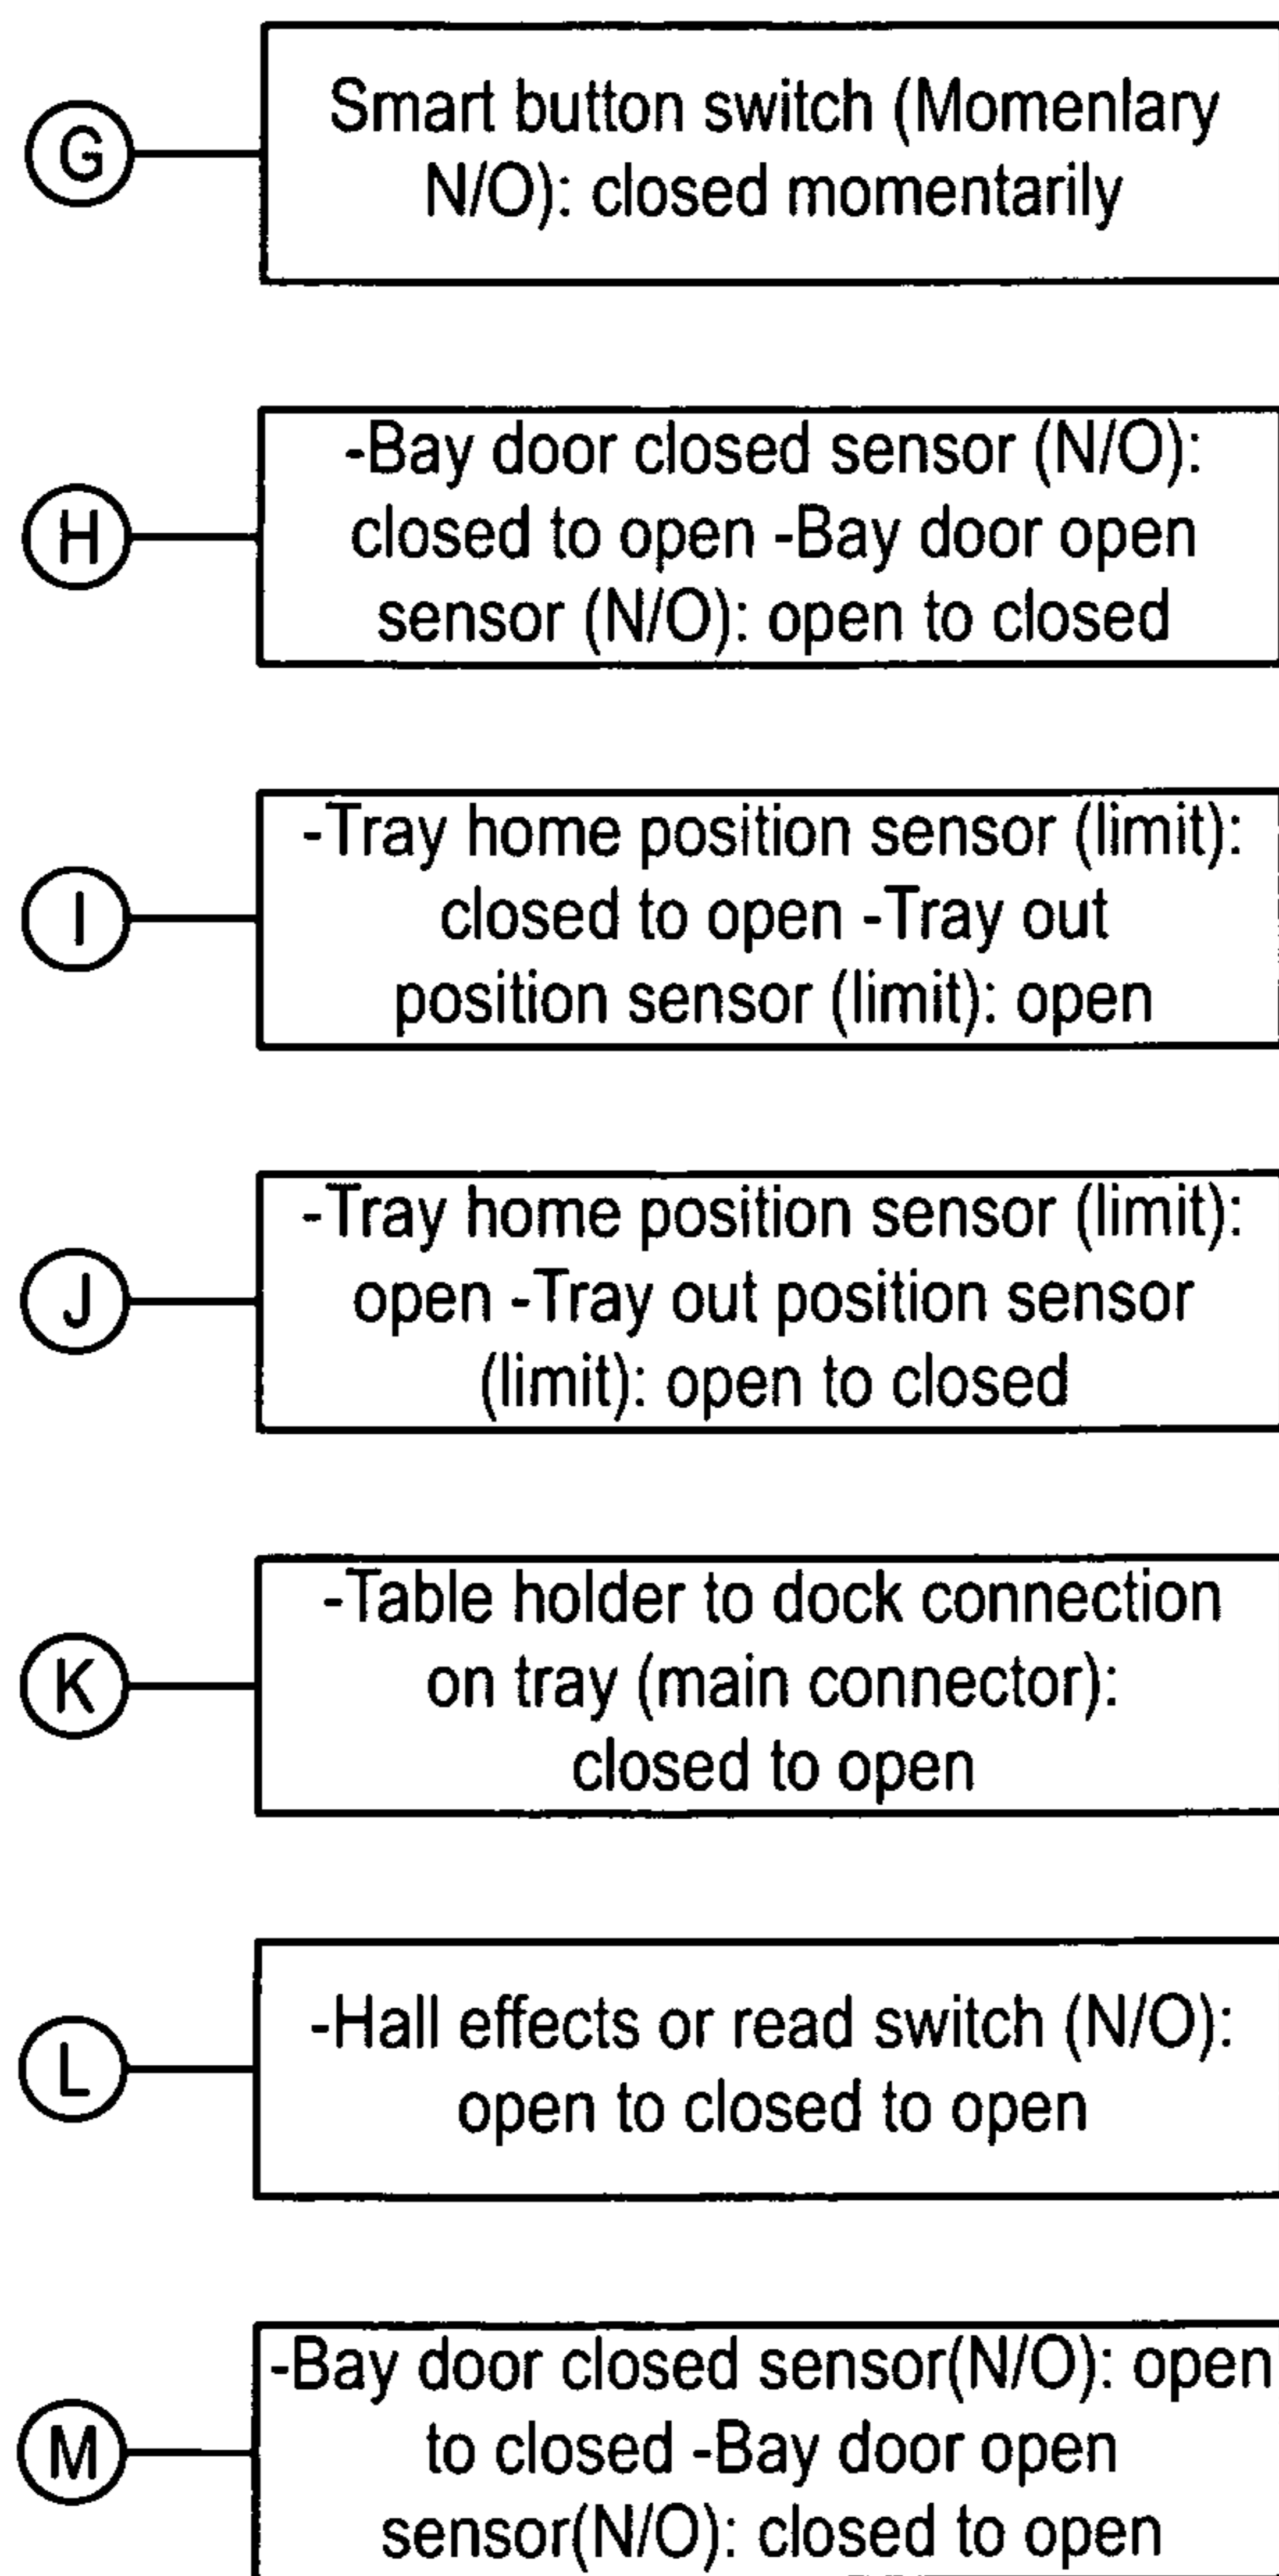 G
Smart button switch (Momenlary
N/O): closed momentarily
H
-Bay door closed sensor (N/O):
closed to open -Bay door open
sensor (N/O): open to closed
I
-Tray home position sensor (limit):
closed to open -Tray out
position sensor (limit): open
J
-Tray home position sensor (limit):
open -Tray out position sensor
(limit): open to closed
K
-Table holder to dock connection
on tray (main connector):
closed to open
L
-Hall effects or read switch (N/O):
open to closed to open
M
-Bay door closed sensor(N/O): open
to closed -Bay door open
sensor(N/O): closed to open